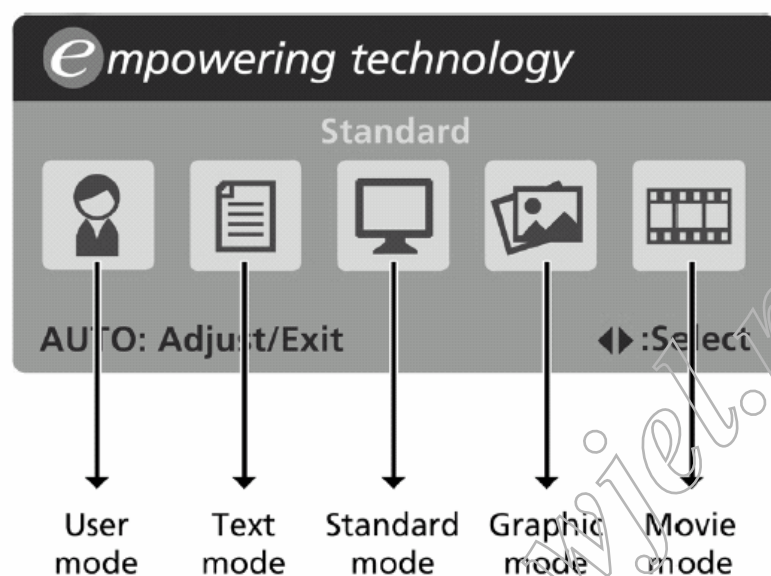 empowering technology
Standard
AUTO: Adjust/Exit ◀▶:Select
User mode
Text mode
Standard mode
Graphic mode
Movie mode